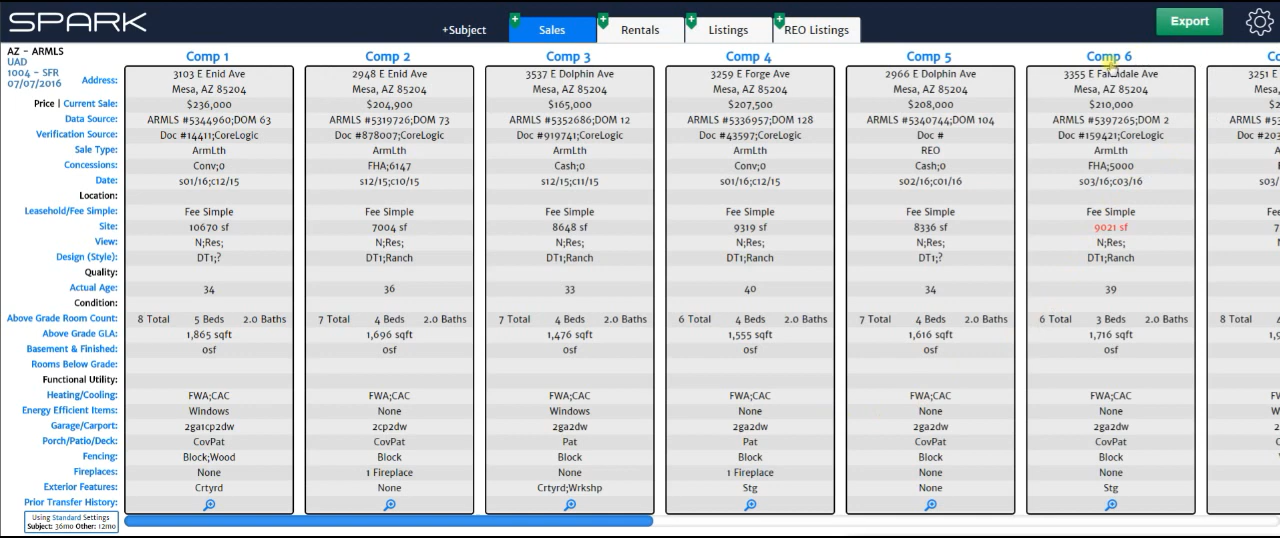 SPARK
+Subject Sales Rentals Listings REO Listings Export
AZ - ARMLS
UAD
1004 - SFR
07/07/2016
Comp 1 Comp 2 Comp 3 Comp 4 Comp 5 Comp 6 Co
Address: 3103 E Enid Ave 2948 E Enid Ave 3537 E Dolphin Ave 3259 E Forge Ave 2966 E Dolphin Ave 3355 E Ave 3251 E
Mesa, AZ 85204 Mesa, AZ 85204 Mesa, AZ 85204 Mesa, AZ 85204 Mesa, AZ 85204 Mesa, AZ 85204 Mesa
Price | Current Sale: $236,000 $204,900 $165,000 $207,500 $208,000 $210,000 $2
Data Source: ARMLS #5344960;DOM 63 ARMLS #5319726;DOM 73 ARMLS #5352686;DOM 12 ARMLS #5336957;DOM 128 ARMLS #5340744;DOM 104 ARMLS #5397265;DOM 2 ARMLS #53
Verification Source: Doc #14411;CoreLogic Doc #878007;CoreLogic Doc #919741;CoreLogic Doc #43597;CoreLogic Doc # Doc #159421;CoreLogic Doc #203
Sale Type: ArmLth ArmLth ArmLth ArmLth REO ArmLth Ar
Concessions: Conv;0 FHA;6147 Cash;0 Conv;0 Cash;0 FHA;5000 F
Date: s01/16;c12/15 s12/15;c10/15 s12/15;c11/15 s01/16;c12/15 s02/16;c01/16 s03/16;c03/16 s03/
Location:
Leasehold/Fee Simple: Fee Simple Fee Simple Fee Simple Fee Simple Fee Simple Fee Simple Fee
Site: 10670 sf 7004 sf 8648 sf 9319 sf 8336 sf 9021 sf 7
View: N;Res; N;Res; N;Res; N;Res; N;Res; N;Res;
Design (Style): DT1;? DT1;Ranch DT1;Ranch DT1;Ranch DT1;? DT1;Ranch DT1
Quality:
Actual Age: 34 36 33 40 34 39
Condition:
Above Grade Room Count: 8 Total 5 Beds 2.0 Baths 7 Total 4 Beds 2.0 Baths 7 Total 4 Beds 2.0 Baths 6 Total 4 Beds 2.0 Baths 7 Total 4 Beds 2.0 Baths 6 Total 3 Beds 2.0 Baths 8 Total 4
Above Grade GLA: 1,865 sqft 1,696 sqft 1,476 sqft 1,555 sqft 1,616 sqft 1,716 sqft 1,9
Basement & Finished: 0sf 0sf 0sf 0sf 0sf 0sf
Rooms Below Grade:
Functional Utility:
Heating/Cooling: FWA;CAC FWA;CAC FWA;CAC FWA;CAC FWA;CAC FWA;CAC FW
Energy Efficient Items: Windows None Windows None None None W
Garage/Carport: 2ga1cp2dw 2cp2dw 2ga2dw 2ga2dw 2ga2dw 2ga2dw 2
Porch/Patio/Deck: CovPat CovPat Pat Pat CovPat CovPat C
Fencing: Block;Wood Block Block Block Block Block
Fireplaces: None 1 Fireplace None 1 Fireplace None None
Exterior Features: Crtyrd None Crtyrd;Wrkshp Stg None Stg
Prior Transfer History:
Using Standard Settings
Subject: 36mo Other: 12mo